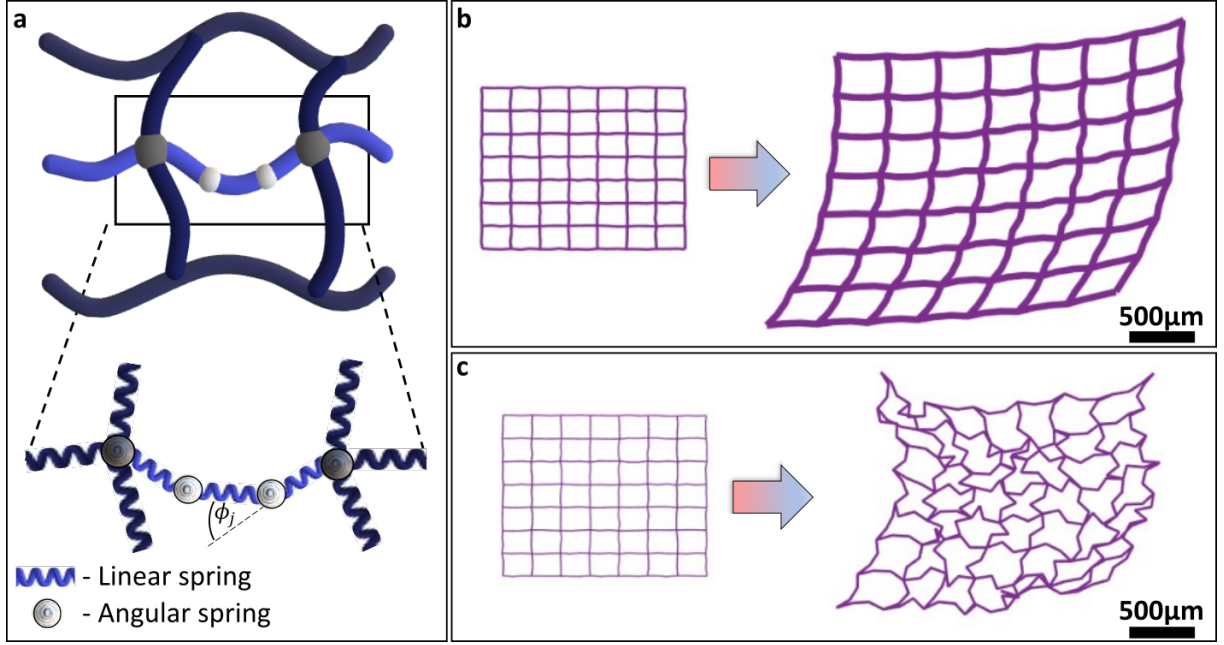 a
ϕj
- Linear spring
- Angular spring
b
500μm
c
500μm